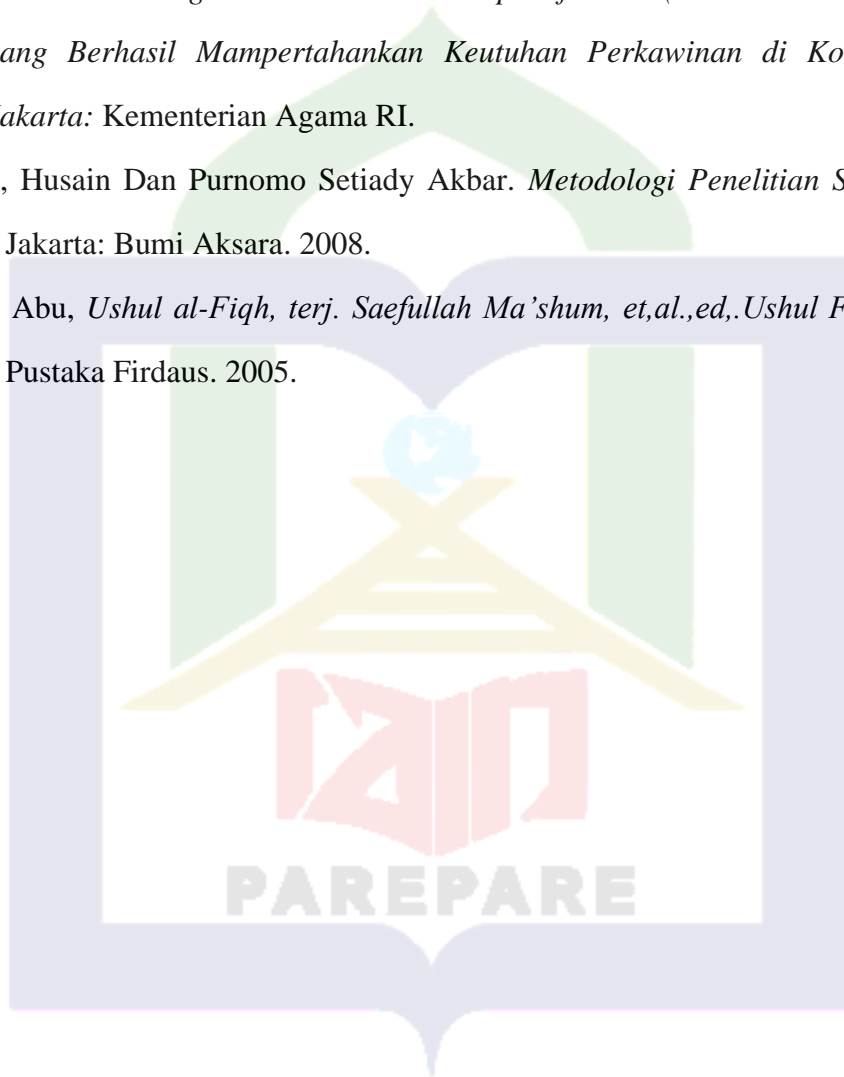 ang Berhasil Mampertahankan Keutuhan Perkawinan di Ko
akarta: Kementerian Agama RI.
, Husain Dan Purnomo Setiady Akbar. Metodologi Penelitian S
Jakarta: Bumi Aksara. 2008.
Abu, Ushul al-Fiqh, terj. Saefullah Ma’shum, et,al.,ed,.Ushul F
Pustaka Firdaus. 2005.
iain
PAREPARE